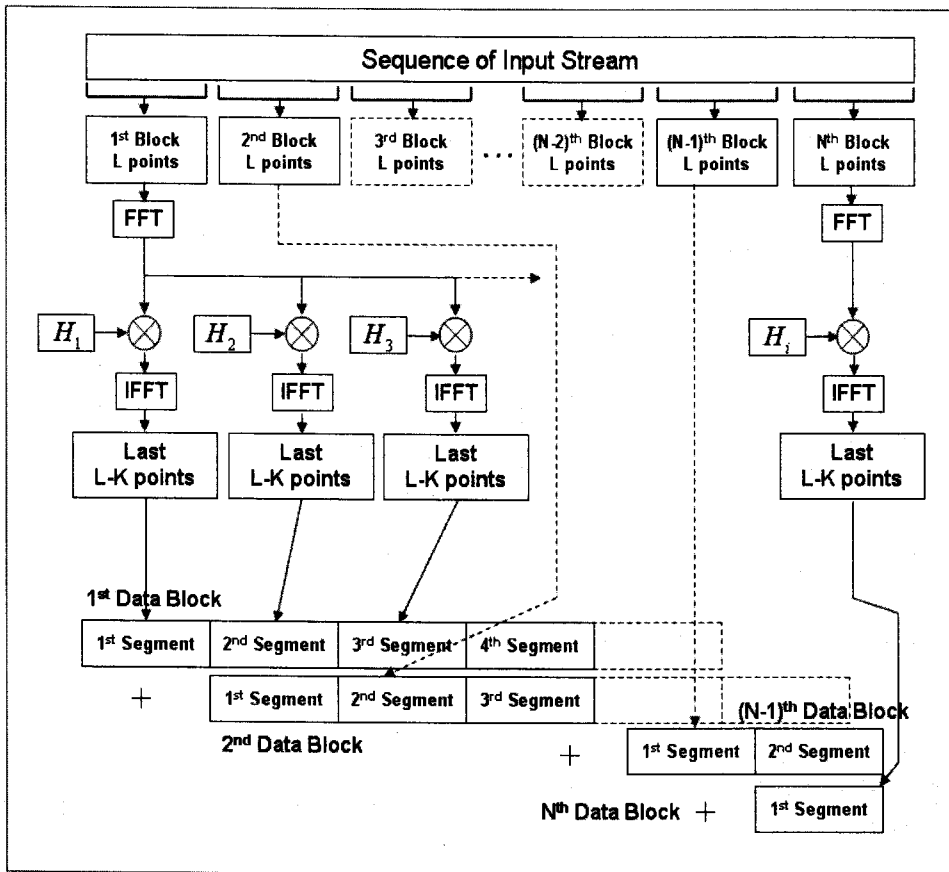 Sequence of Input Stream
1st Block
L points
2nd Block
L points
3rd Block
L points
...
(N-2)th Block
L points
(N-1)th Block
L points
Nth Block
L points
FFT
FFT
H1
H2
H3
Hi
IFFT
IFFT
IFFT
IFFT
Last
L-K points
Last
L-K points
Last
L-K points
Last
L-K points
1st Data Block
1st Segment
2nd Segment
3rd Segment
4th Segment
+
1st Segment
2nd Segment
3rd Segment
2nd Data Block
(N-1)th Data Block
+
1st Segment
2nd Segment
Nth Data Block +
1st Segment